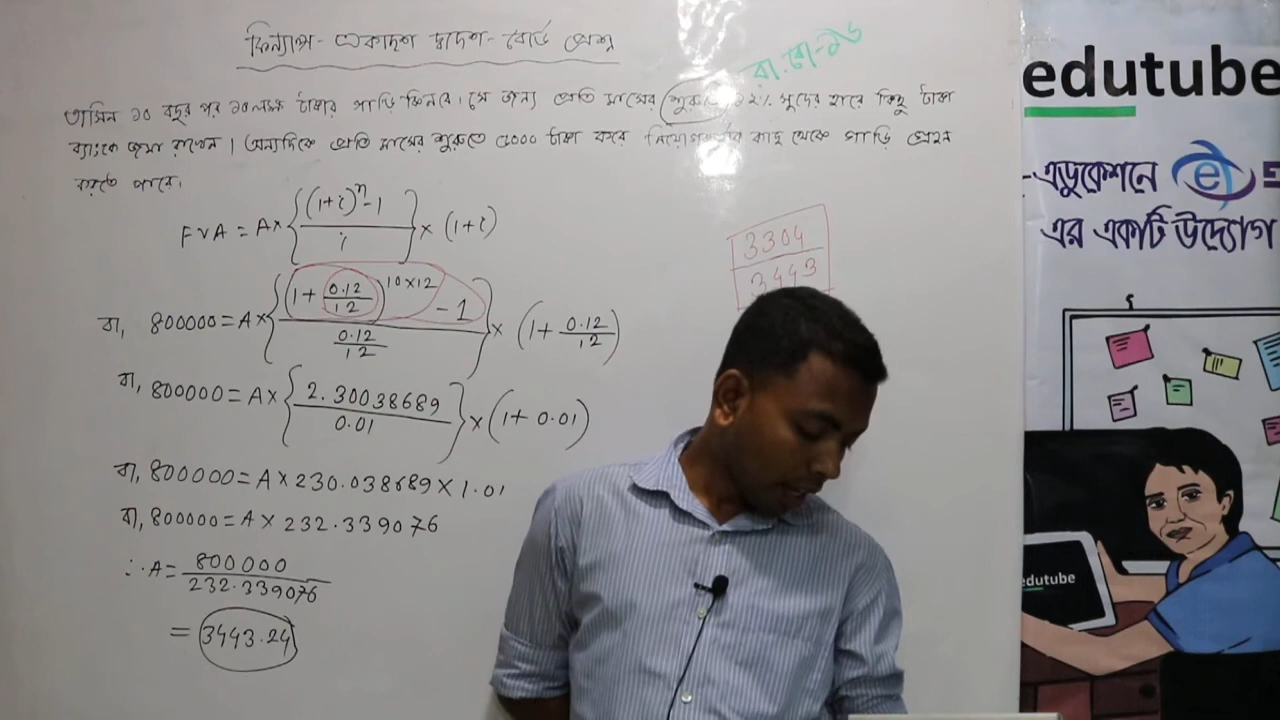 ফিন্যান্স - একাদশ দ্বাদশ - বোর্ড প্রশ্ন
রা. বো - ১৬
তামিন ১০ বছর পর ১০ লক্ষ টাকার গাড়ি কিনবে। সে জন্য প্রতি মাসের শুরুতে ১২% সুদের হারে কিছু টাকা
ব্যাংকে জমা রাখেন। অন্যদিকে প্রতি মাসের শুরুতে ৫০০০ টাকা করে কাছ থেকে গাড়ি গ্রহন
করতে পারে।
FVA = A × {((1+i)^n - 1) / i} × (1+i)
বা, 800000 = A × {((1 + 0.12/12)^10×12 - 1) / (0.12/12)} × (1 + 0.12/12)
বা, 800000 = A × {2.30038689 / 0.01} × (1 + 0.01)
বা, 800000 = A × 230.038689 × 1.01
বা, 800000 = A × 232.339076
∴ A = 800000 / 232.339076
= 3443.24
3304
3443
edutube
-এডুকেশনে
এর একটি উদ্যোগ
edutube